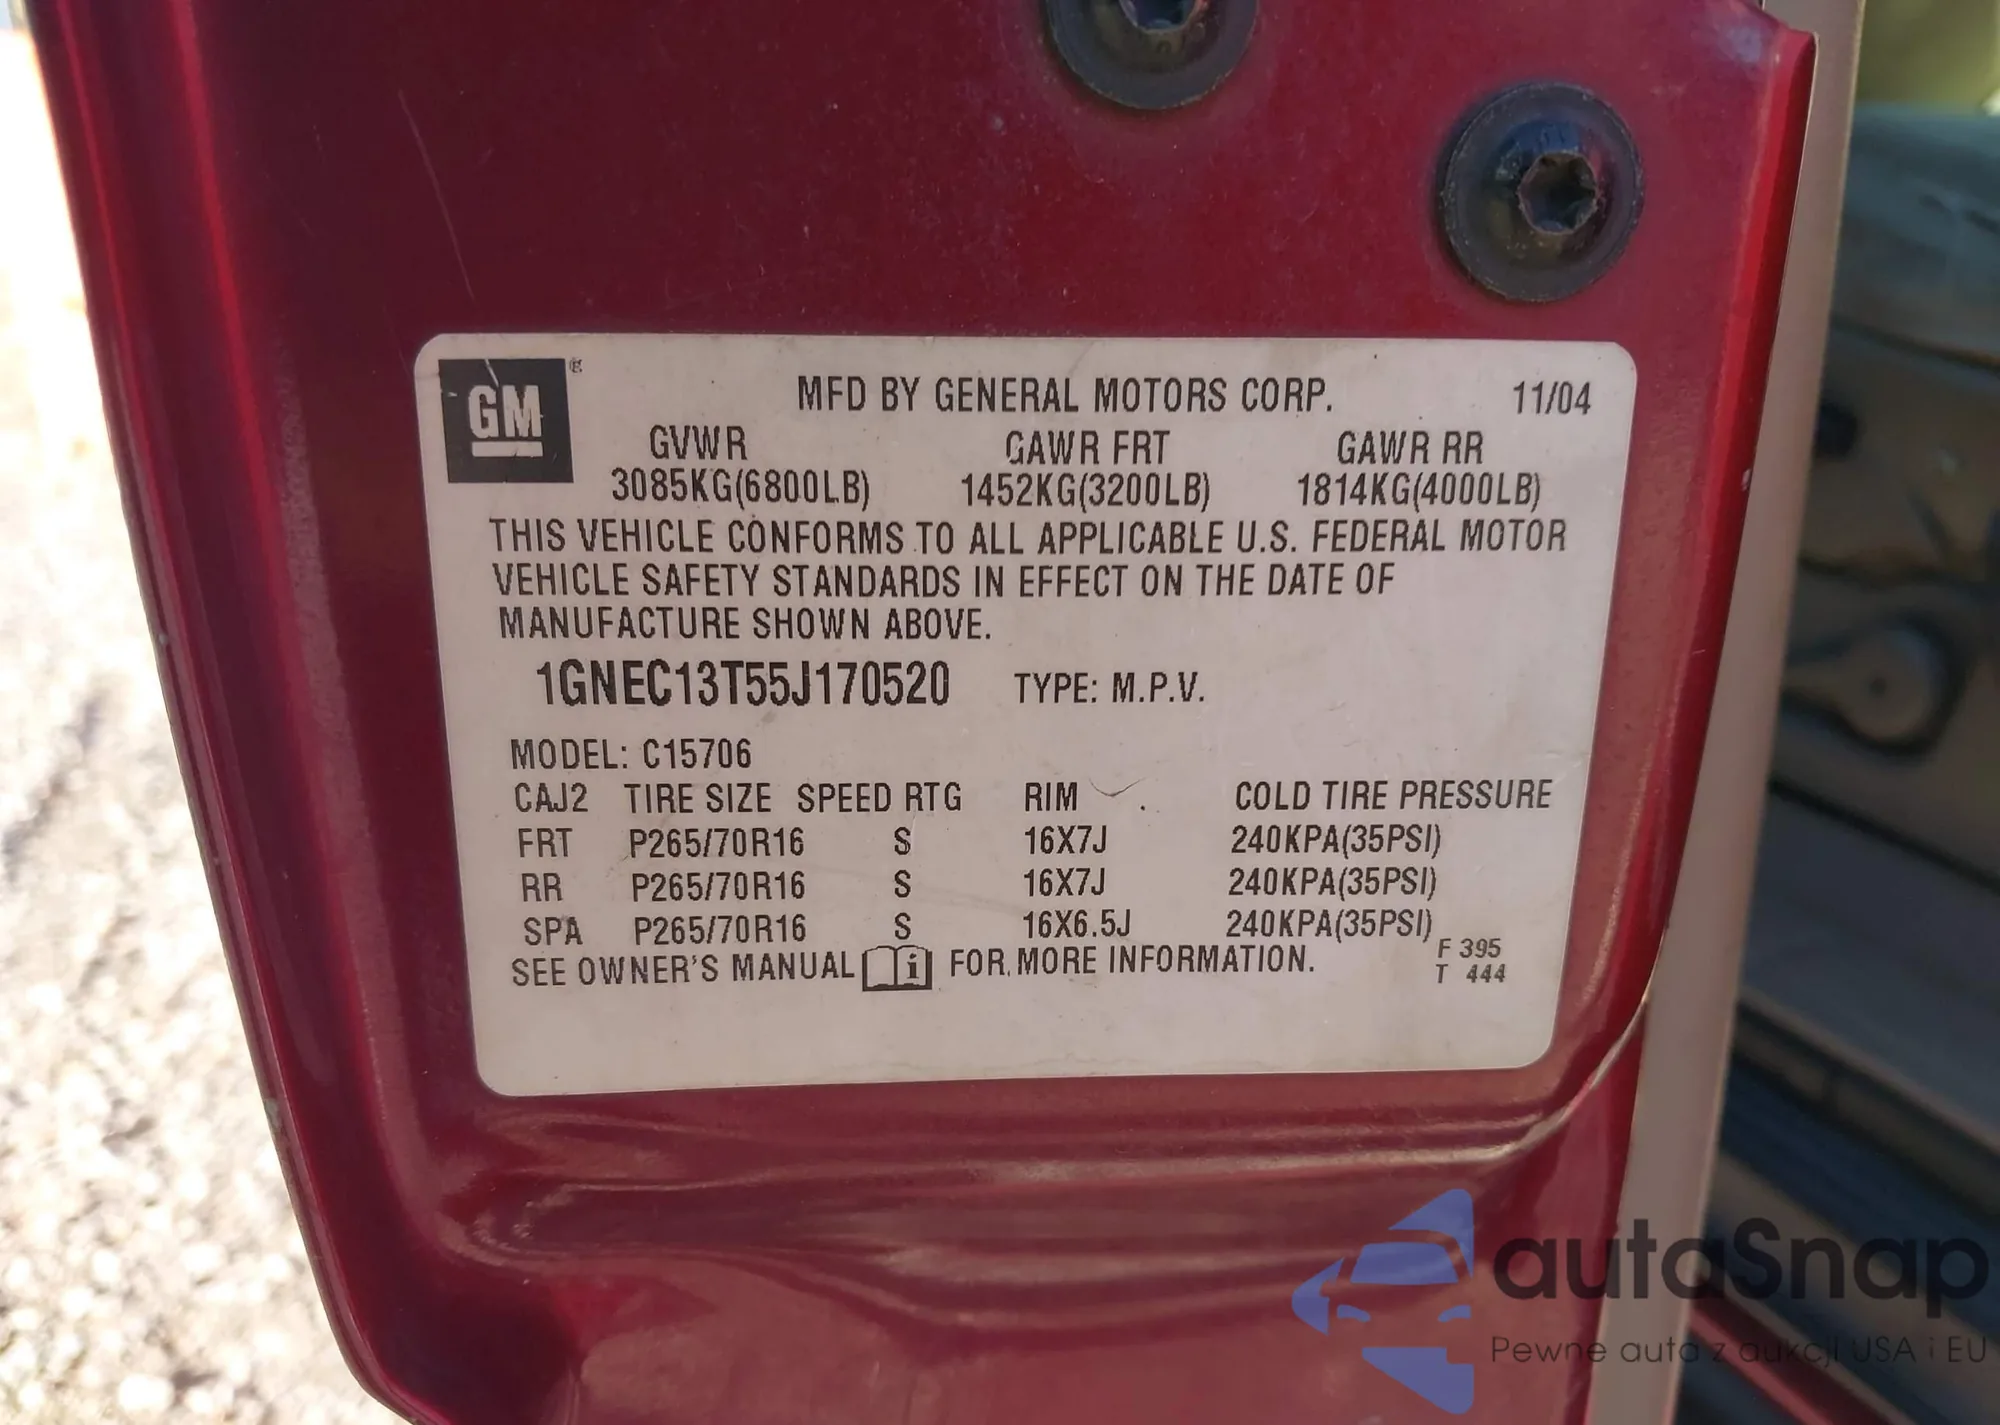 GM
MFD BY GENERAL MOTORS CORP. 11/04
GVWR GAWR FRT GAWR RR
3085KG(6800LB) 1452KG(3200LB) 1814KG(4000LB)
THIS VEHICLE CONFORMS TO ALL APPLICABLE U.S. FEDERAL MOTOR
VEHICLE SAFETY STANDARDS IN EFFECT ON THE DATE OF
MANUFACTURE SHOWN ABOVE.
1GNEC13T55J170520 TYPE: M.P.V.
MODEL: C15706
CAJ2 TIRE SIZE SPEED RTG RIM COLD TIRE PRESSURE
FRT P265/70R16 S 16X7J 240KPA(35PSI)
RR P265/70R16 S 16X7J 240KPA(35PSI)
SPA P265/70R16 S 16X6.5J 240KPA(35PSI)
SEE OWNER'S MANUAL i FOR MORE INFORMATION.
F 395
T 444
autoSnap
Pewne auta z aukcji USA i EU